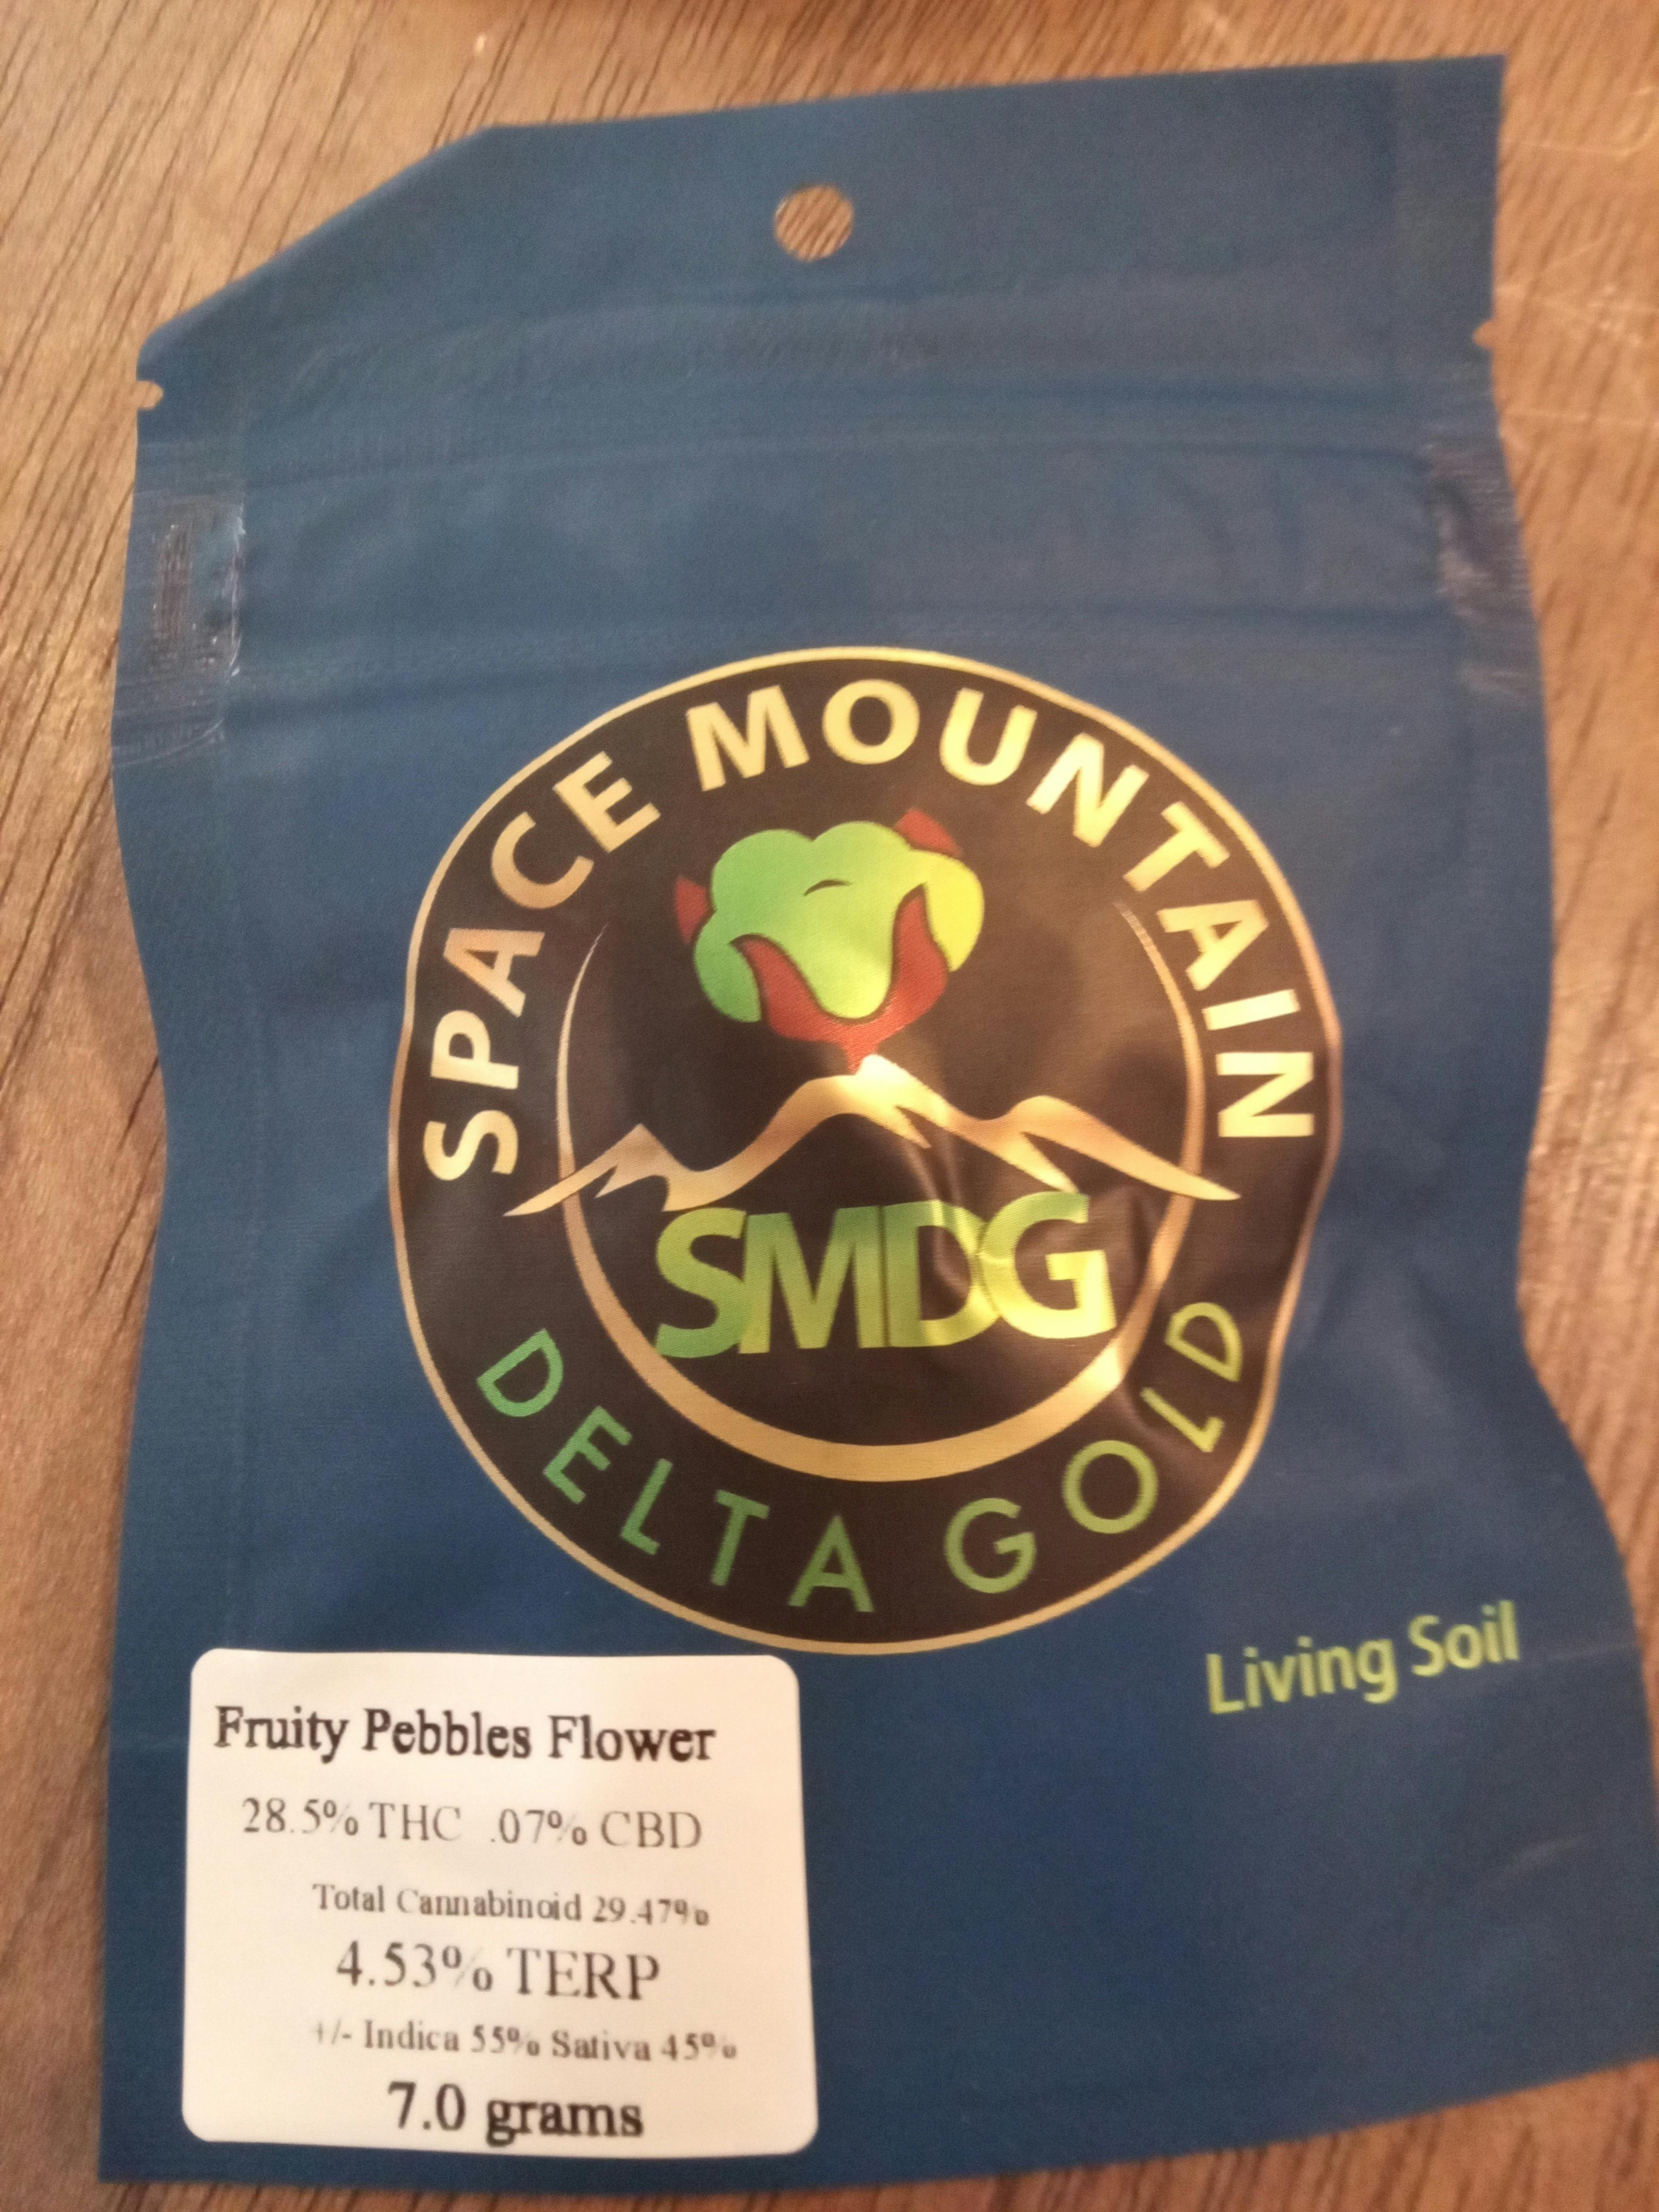 SPACE MOUNTAIN
SMDG
DELTA GOLD
Living Soil
Fruity Pebbles Flower
28.5% THC .07% CBD
Total Cannabinoid 29.47%
4.53% TERP
+/- Indica 55% Sativa 45%
7.0 grams